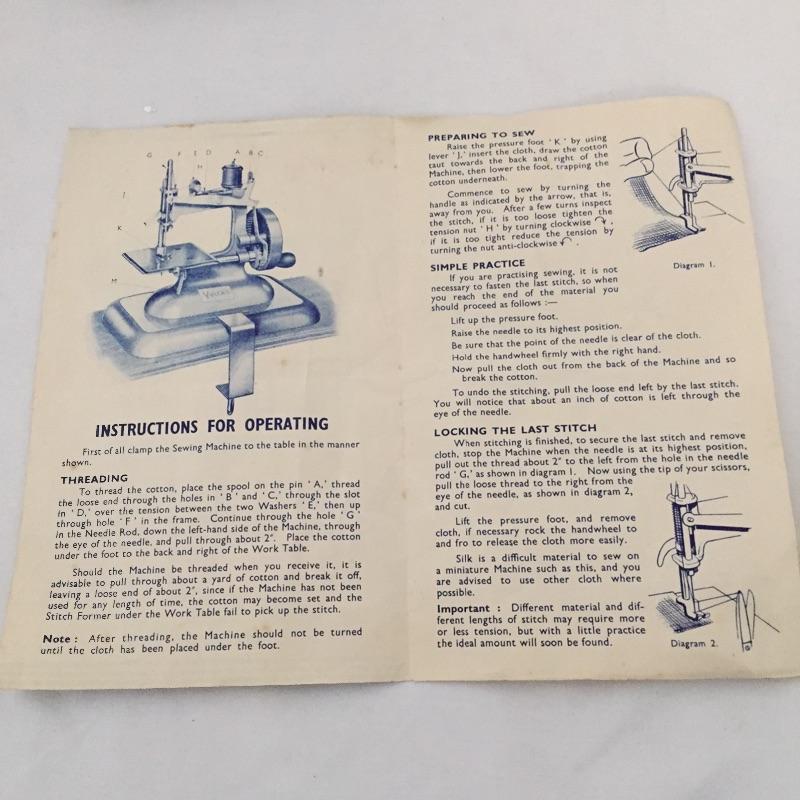 G F E D A B C
H
J
K
M
Vulcan
INSTRUCTIONS FOR OPERATING
First of all clamp the Sewing Machine to the table in the manner
shown.
THREADING
To thread the cotton, place the spool on the pin 'A,' thread
the loose end through the holes in 'B' and 'C,' through the slot
in 'D,' over the tension between the two Washers 'E,' then up
through hole 'F' in the frame. Continue through the hole 'G'
in the Needle Rod, down the left-hand side of the Machine, through
the eye of the needle, and pull through about 2". Place the cotton
under the foot to the back and right of the Work Table.
Should the Machine be threaded when you receive it, it is
advisable to pull through about a yard of cotton and break it off,
leaving a loose end of about 2", since if the Machine has not been
used for any length of time, the cotton may become set and the
Stitch Former under the Work Table fail to pick up the stitch.
Note : After threading, the Machine should not be turned
until the cloth has been placed under the foot.
PREPARING TO SEW
Raise the pressure foot 'K' by using
lever 'J,' insert the cloth, draw the cotton
taut towards the back and right of the
Machine, then lower the foot, trapping the
cotton underneath.
Commence to sew by turning the
handle as indicated by the arrow, that is,
away from you. After a few turns inspect
the stitch, if it is too loose tighten the
tension nut 'H' by turning clockwise ↷,
if it is too tight reduce the tension by
turning the nut anti-clockwise ↶.
Diagram 1.
SIMPLE PRACTICE
If you are practising sewing, it is not
necessary to fasten the last stitch, so when
you reach the end of the material you
should proceed as follows :—
Lift up the pressure foot.
Raise the needle to its highest position.
Be sure that the point of the needle is clear of the cloth.
Hold the handwheel firmly with the right hand.
Now pull the cloth out from the back of the Machine and so
break the cotton.
To undo the stitching, pull the loose end left by the last stitch.
You will notice that about an inch of cotton is left through the
eye of the needle.
LOCKING THE LAST STITCH
When stitching is finished, to secure the last stitch and remove
cloth, stop the Machine when the needle is at its highest position,
pull out the thread about 2" to the left from the hole in the needle
rod 'G,' as shown in diagram 1. Now using the tip of your scissors,
pull the loose thread to the right from the
eye of the needle, as shown in diagram 2,
and cut.
Lift the pressure foot, and remove
cloth, if necessary rock the handwheel to
and fro to release the cloth more easily.
Silk is a difficult material to sew on
a miniature Machine such as this, and you
are advised to use other cloth where
possible.
Important : Different material and dif-
ferent lengths of stitch may require more
or less tension, but with a little practice
the ideal amount will soon be found.
Diagram 2.